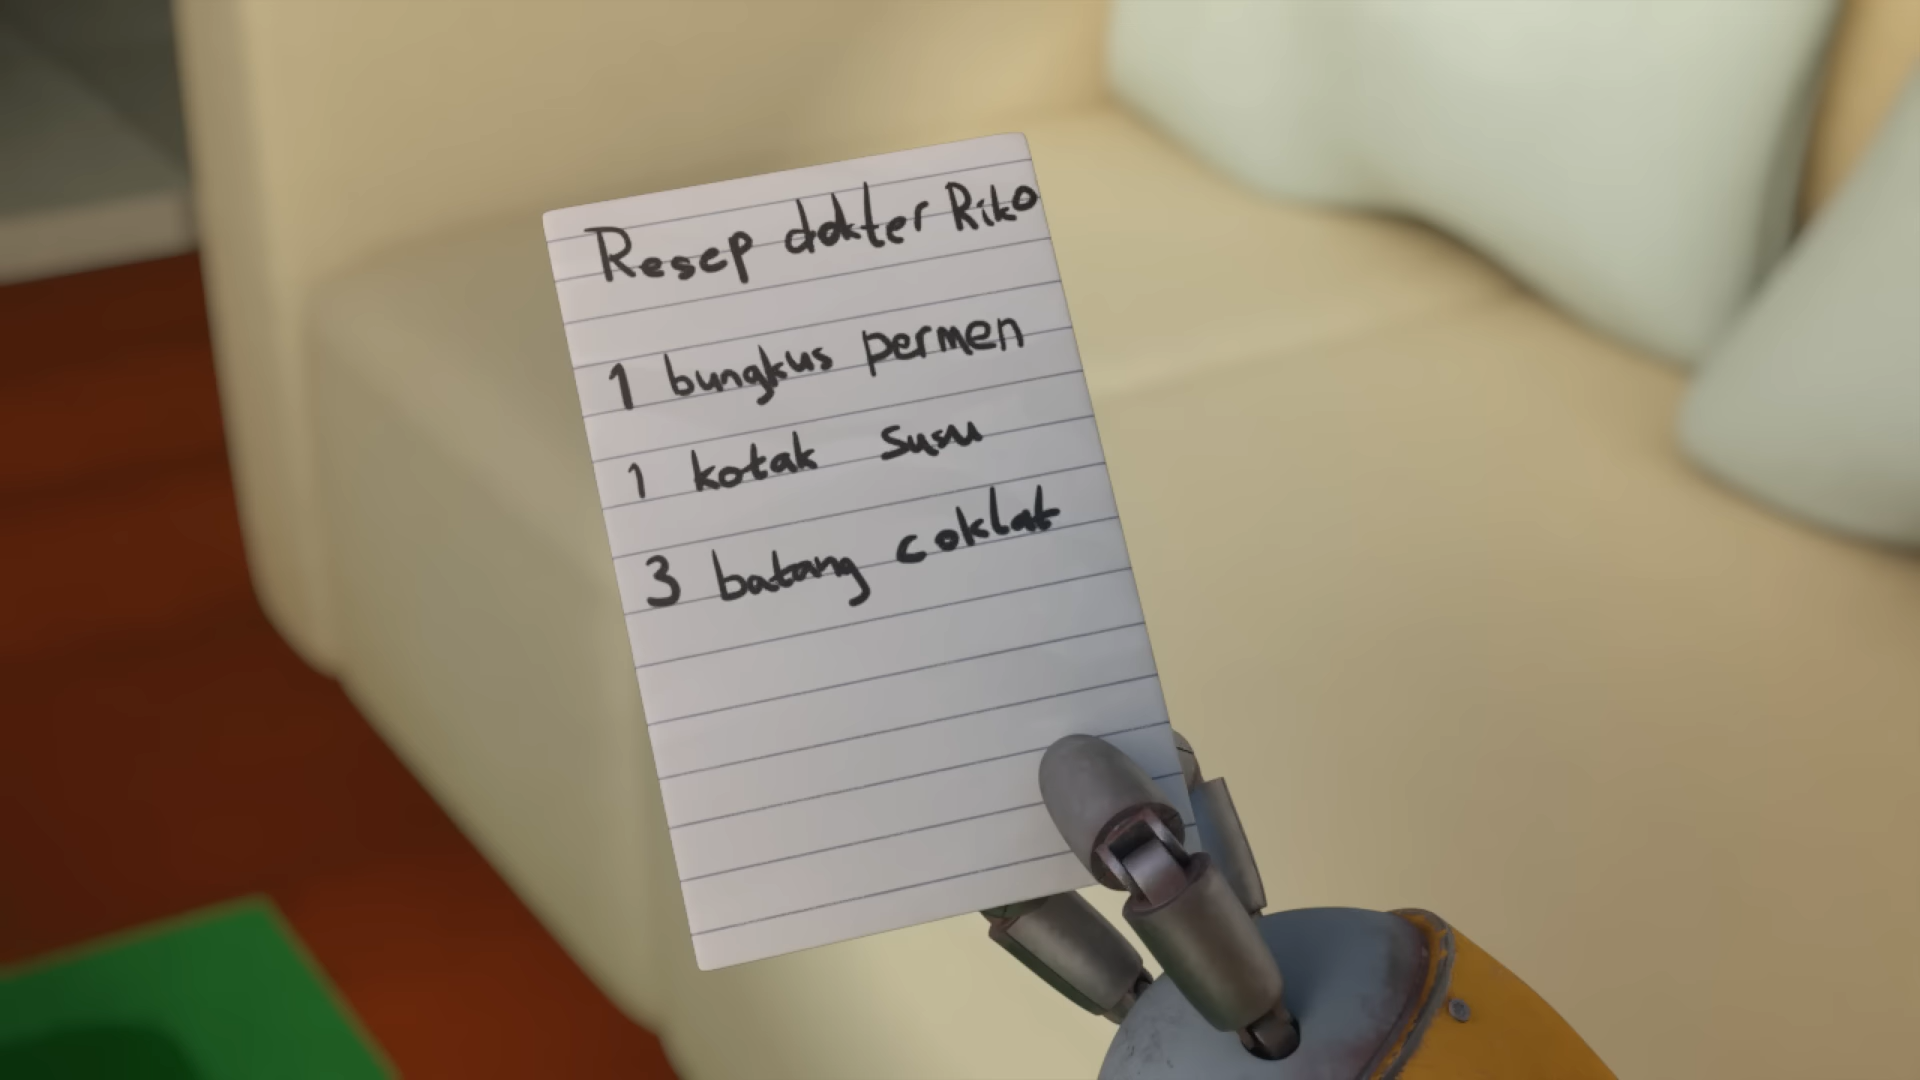 Resep dokter Riko
1 bungkus permen
1 kotak susu
3 batang coklat